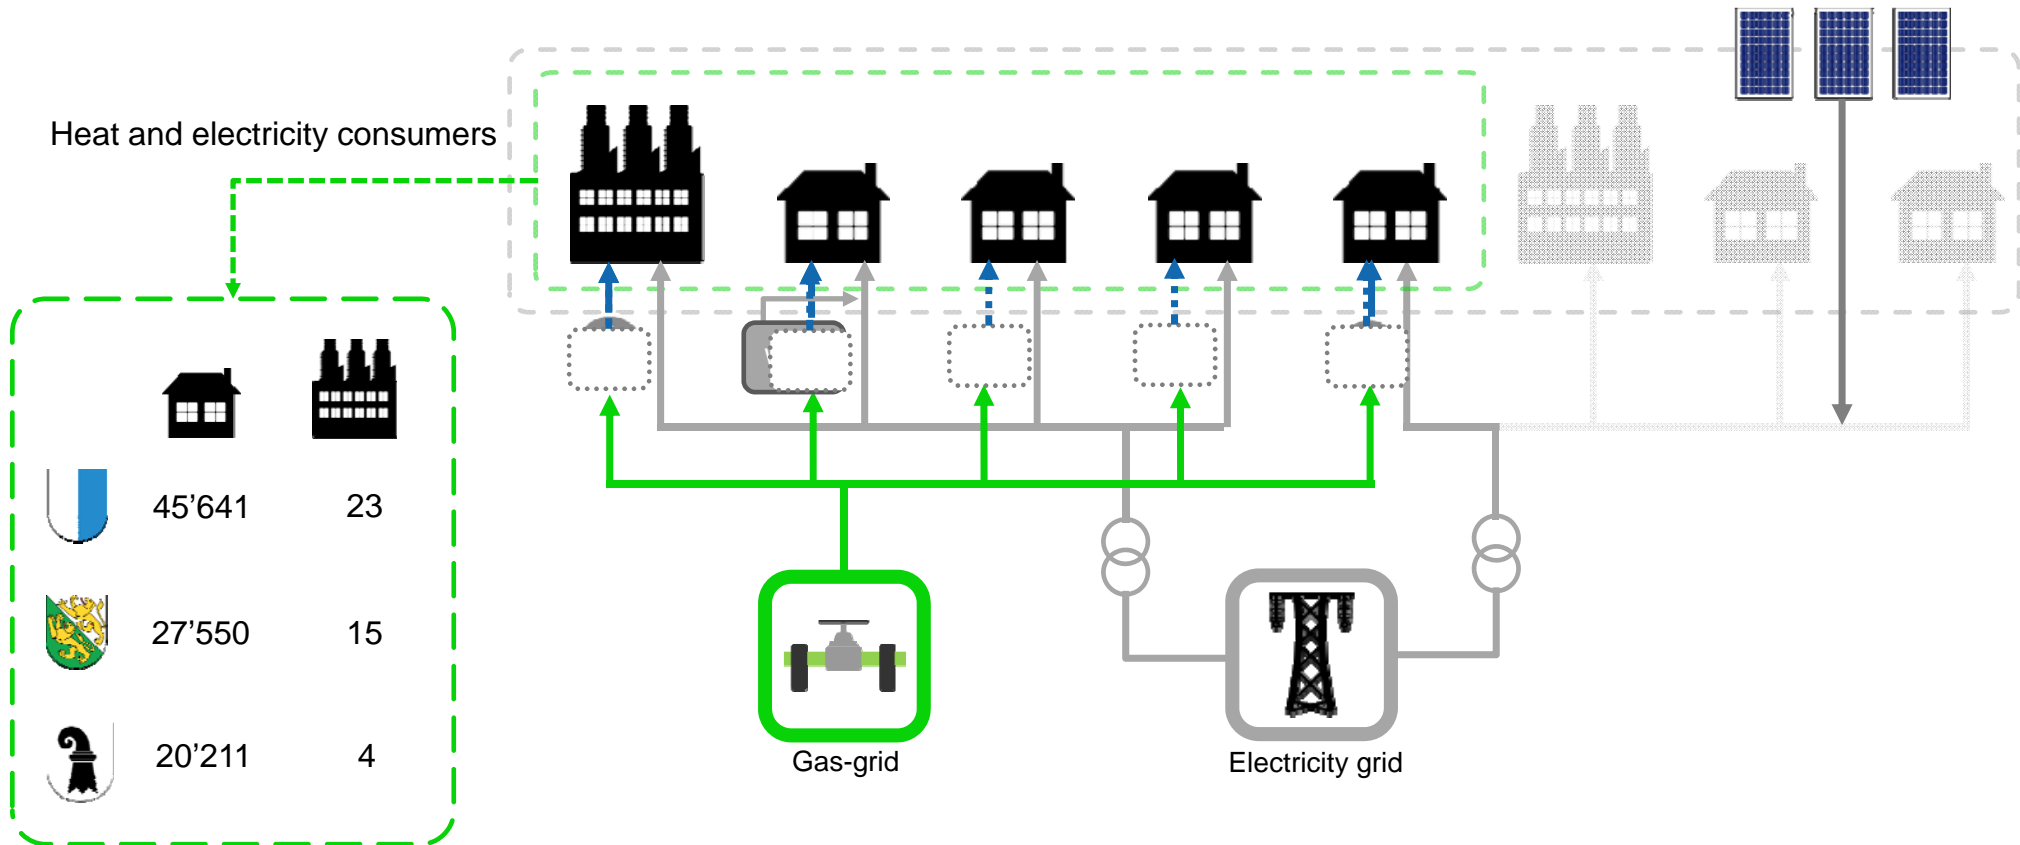 Heat and electricity consumers
45’641 23
27’550 15
20’211 4
Gas-grid
Electricity grid